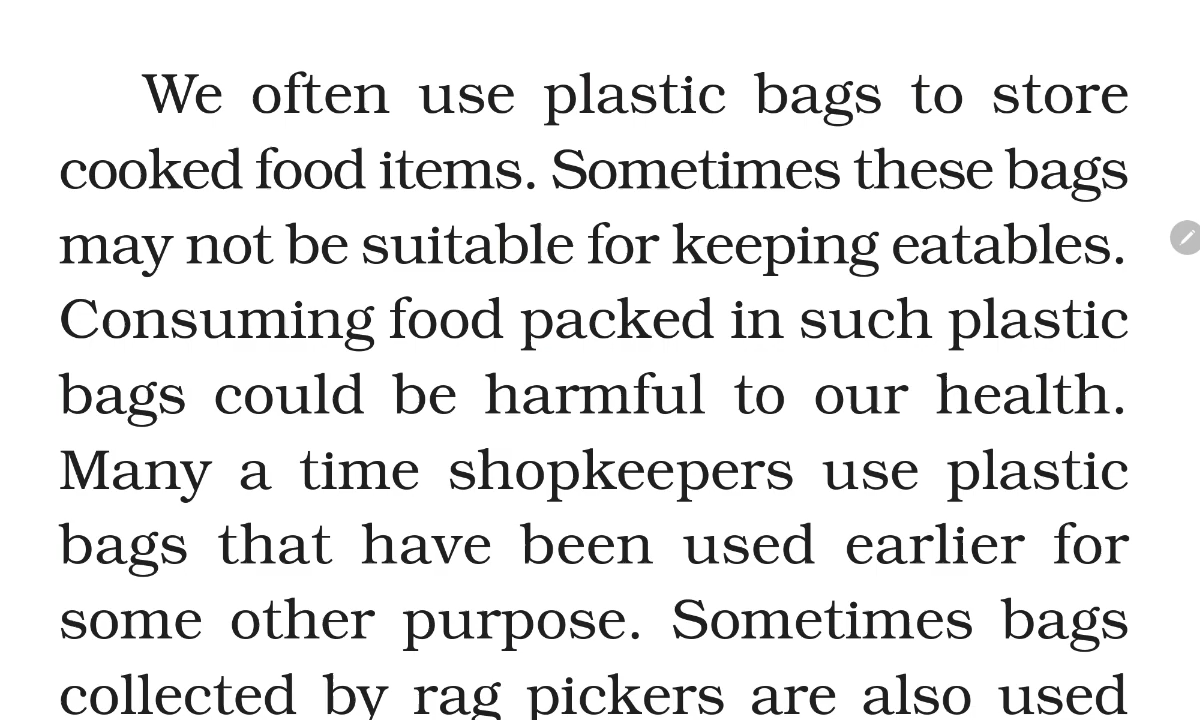 We often use plastic bags to store
cooked food items. Sometimes these bags
may not be suitable for keeping eatables.
Consuming food packed in such plastic
bags could be harmful to our health.
Many a time shopkeepers use plastic
bags that have been used earlier for
some other purpose. Sometimes bags
collected by rag pickers are also used